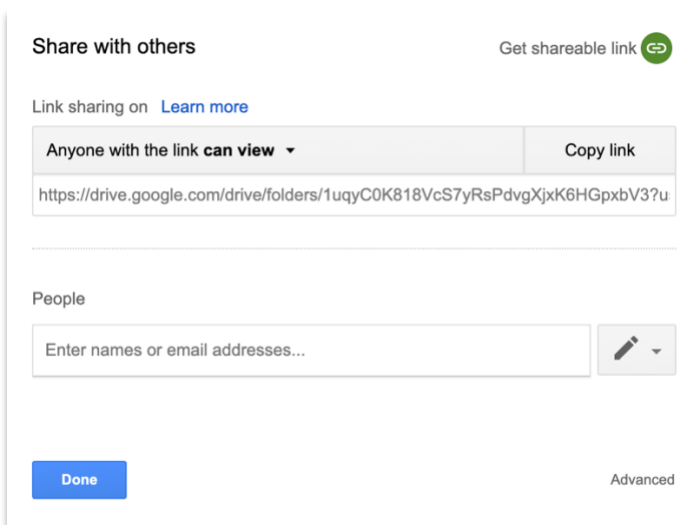 Share with others
Get shareable link
Link sharing on Learn more
Anyone with the link can view
Copy link
https://drive.google.com/drive/folders/1uqyC0K818VcS7yRsPdvgXjxK6HGpxbV3?u
People
Enter names or email addresses...
Done
Advanced